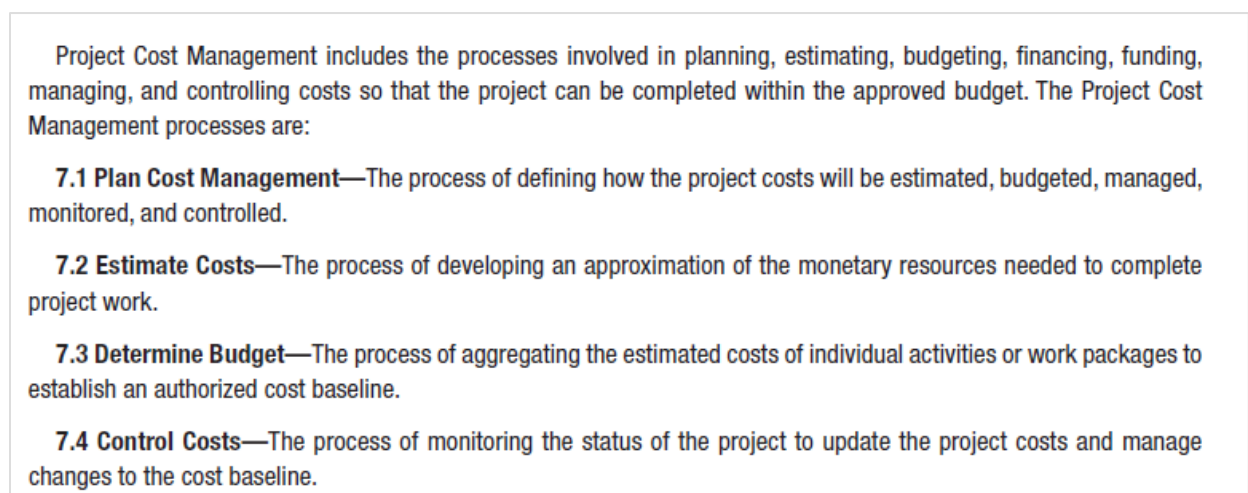 Project Cost Management includes the processes involved in planning, estimating, budgeting, financing, funding,
managing, and controlling costs so that the project can be completed within the approved budget. The Project Cost
Management processes are:
7.1 Plan Cost Management—The process of defining how the project costs will be estimated, budgeted, managed,
monitored, and controlled.
7.2 Estimate Costs—The process of developing an approximation of the monetary resources needed to complete
project work.
7.3 Determine Budget—The process of aggregating the estimated costs of individual activities or work packages to
establish an authorized cost baseline.
7.4 Control Costs—The process of monitoring the status of the project to update the project costs and manage
changes to the cost baseline.